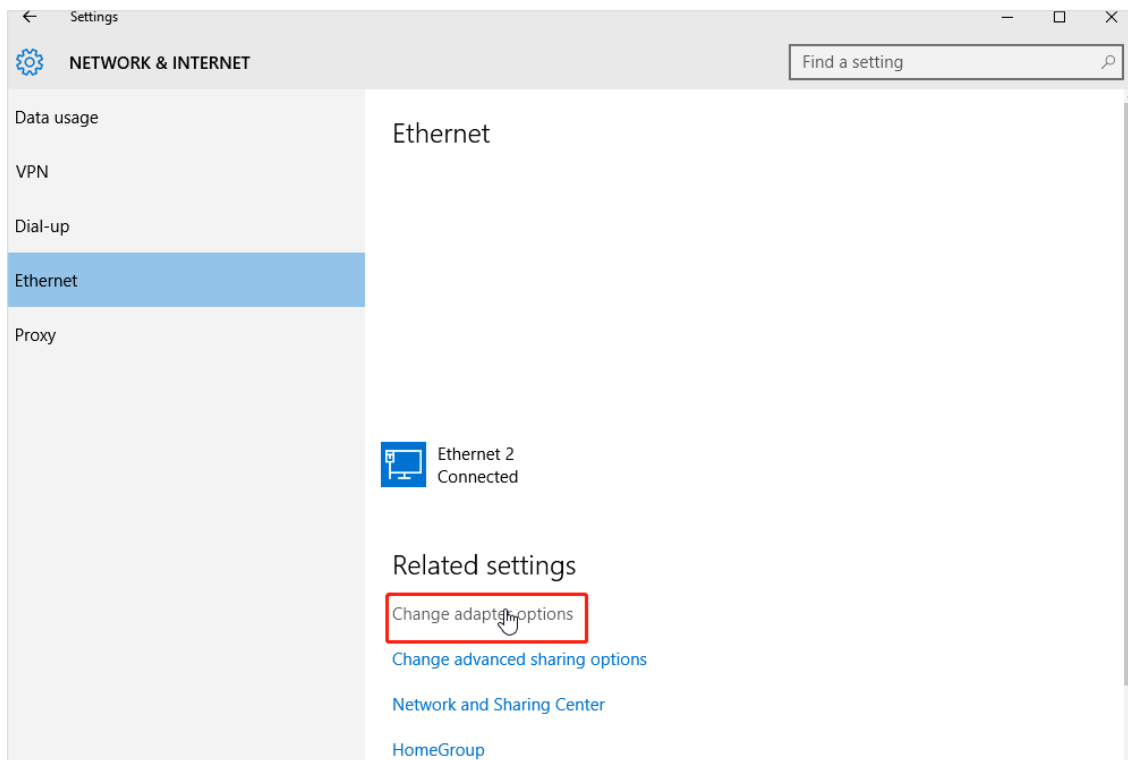 Settings
NETWORK & INTERNET
Find a setting
Data usage
VPN
Dial-up
Ethernet
Proxy
Ethernet
Ethernet 2
Connected
Related settings
Change adapter options
Change advanced sharing options
Network and Sharing Center
HomeGroup